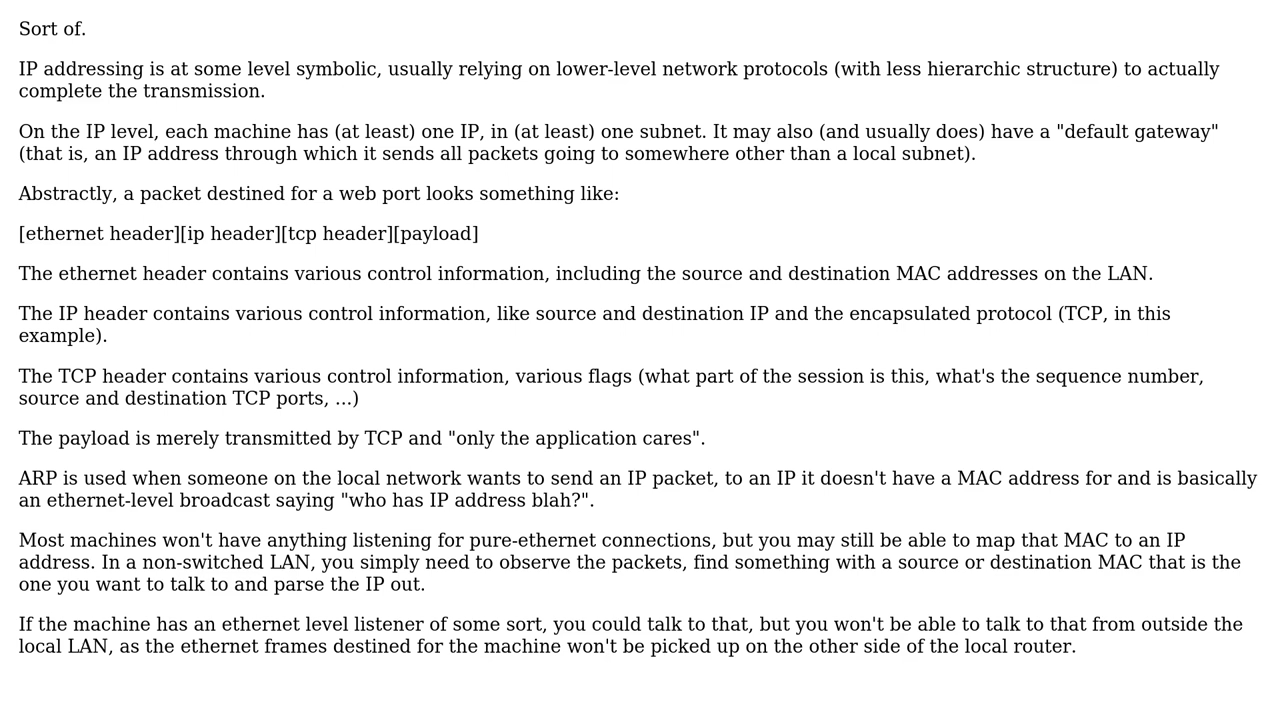 Sort of.
IP addressing is at some level symbolic, usually relying on lower-level network protocols (with less hierarchic structure) to actually
complete the transmission.
On the IP level, each machine has (at least) one IP, in (at least) one subnet. It may also (and usually does) have a "default gateway"
(that is, an IP address through which it sends all packets going to somewhere other than a local subnet).
Abstractly, a packet destined for a web port looks something like:
[ethernet header][ip header][tcp header][payload]
The ethernet header contains various control information, including the source and destination MAC addresses on the LAN.
The IP header contains various control information, like source and destination IP and the encapsulated protocol (TCP, in this
example).
The TCP header contains various control information, various flags (what part of the session is this, what's the sequence number,
source and destination TCP ports, ...)
The payload is merely transmitted by TCP and "only the application cares".
ARP is used when someone on the local network wants to send an IP packet, to an IP it doesn't have a MAC address for and is basically
an ethernet-level broadcast saying "who has IP address blah?".
Most machines won't have anything listening for pure-ethernet connections, but you may still be able to map that MAC to an IP
address. In a non-switched LAN, you simply need to observe the packets, find something with a source or destination MAC that is the
one you want to talk to and parse the IP out.
If the machine has an ethernet level listener of some sort, you could talk to that, but you won't be able to talk to that from outside the
local LAN, as the ethernet frames destined for the machine won't be picked up on the other side of the local router.